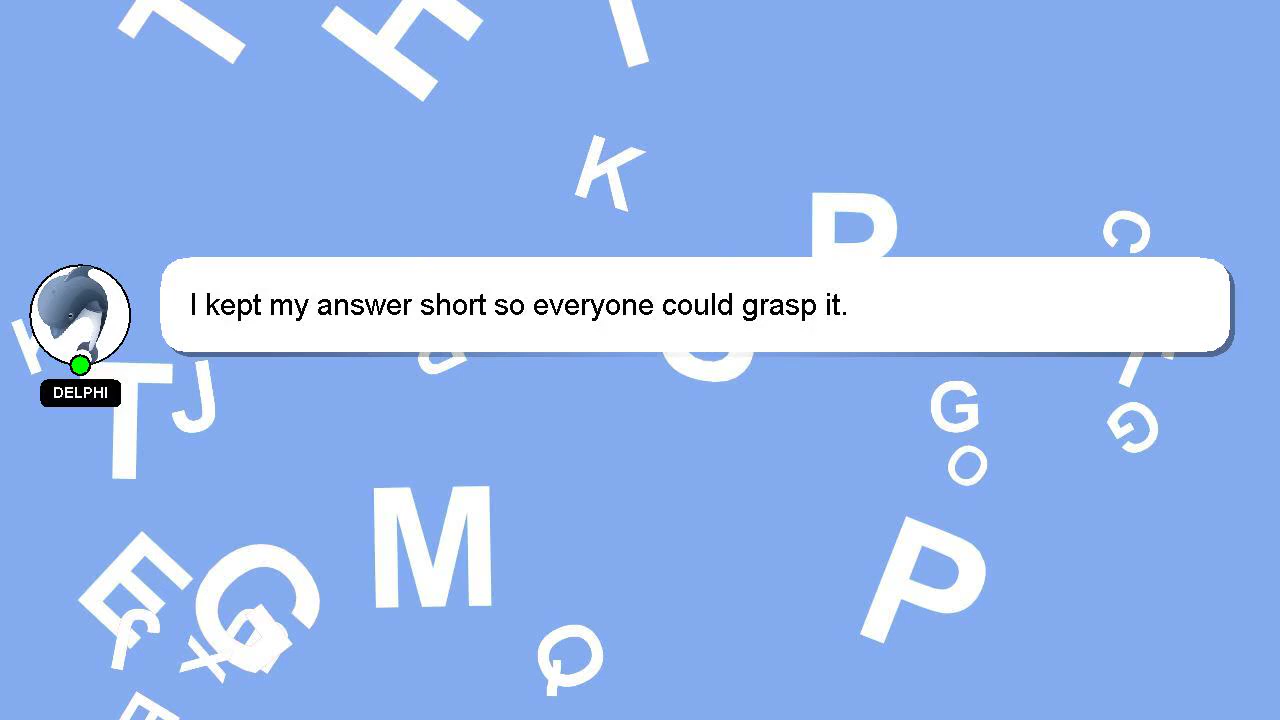 I kept my answer short so everyone could grasp it.
DELPHI
T
H
K
P
C
T
J
G
G
O
M
E
G
P
J
X
Q
E